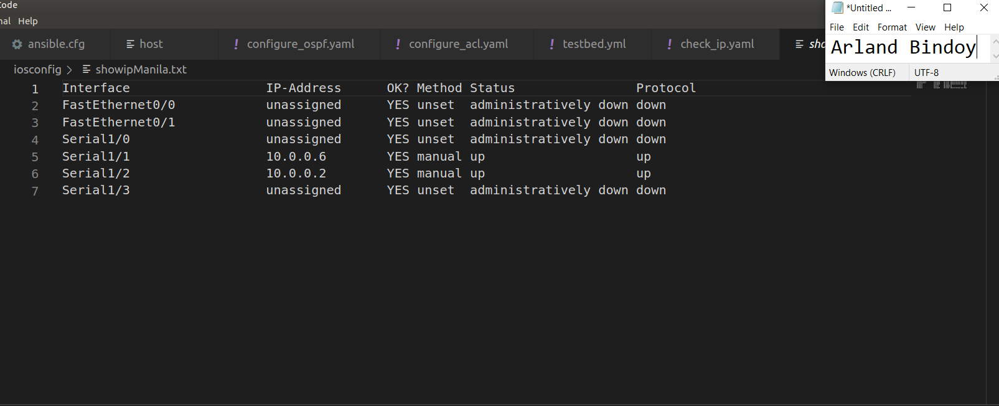 Code
nal Help
ansible.cfg host configure_ospf.yaml configure_acl.yaml testbed.yml check_ip.yaml sho
*Untitled ...
File Edit Format View Help
Arland Bindoy
Windows (CRLF) UTF-8
iosconfig > showipManila.txt
1 Interface IP-Address OK? Method Status Protocol
2 FastEthernet0/0 unassigned YES unset administratively down down
3 FastEthernet0/1 unassigned YES unset administratively down down
4 Serial1/0 unassigned YES unset administratively down down
5 Serial1/1 10.0.0.6 YES manual up up
6 Serial1/2 10.0.0.2 YES manual up up
7 Serial1/3 unassigned YES unset administratively down down